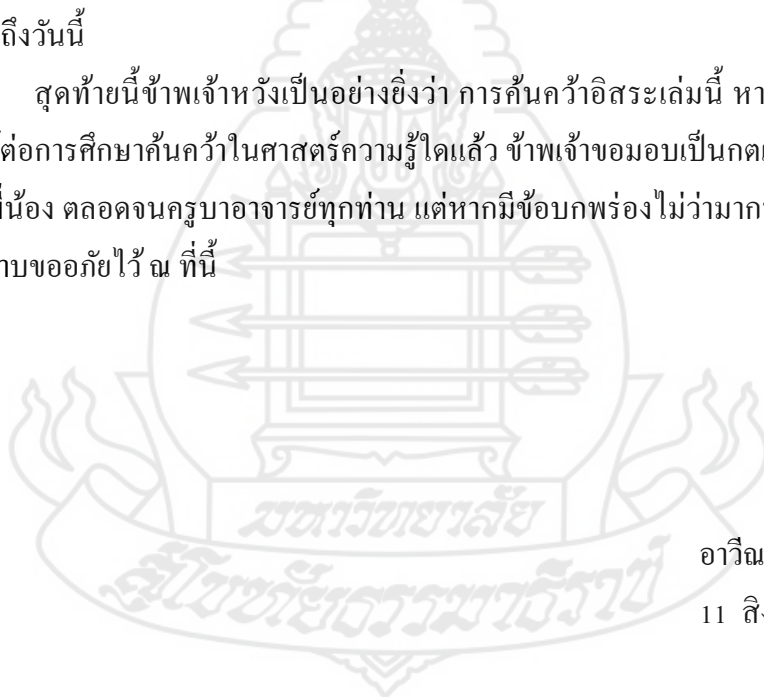 ถึงวันนี้
สุดท้ายนี้ข้าพเจ้าหวังเป็นอย่างยิ่งว่า การค้นคว้าอิสระเล่มนี้ หา
ต่อการศึกษาค้นคว้าในศาสตร์ความรู้ใดแล้ว ข้าพเจ้าขอมอบเป็นกตเ
พี่น้อง ตลอดจนครูบาอาจารย์ทุกท่าน แต่หากมีข้อบกพร่องไม่ว่ามาก
าบขออภัยไว้ ณ ที่นี้
มหาวิทยาลัย
สุโขทัยธรรมาธิราช
อาวีณ
11 สิง